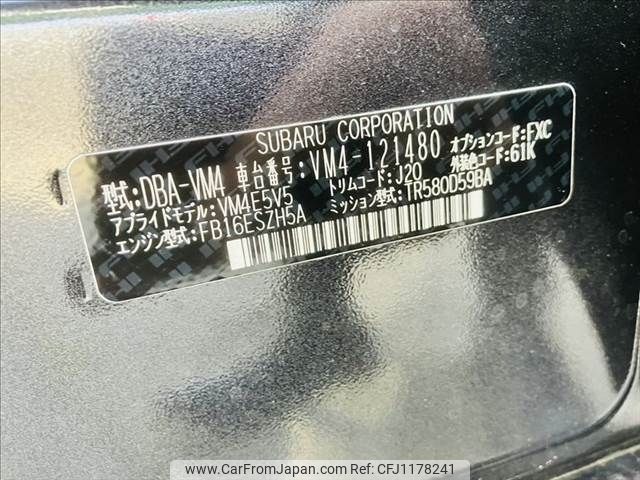 SUBARU CORPORATION
型式:DBA-VM4 車台番号:VM4-121480 オプションコード:FXC
アプライドモデル:VM4E5V5 トリムコード:J20 外装色コード:61K
エンジン型式:FB16ESZH5A ミッション型式:TR580D59BA
www.CarFromJapan.com | REF: CFJ1178241